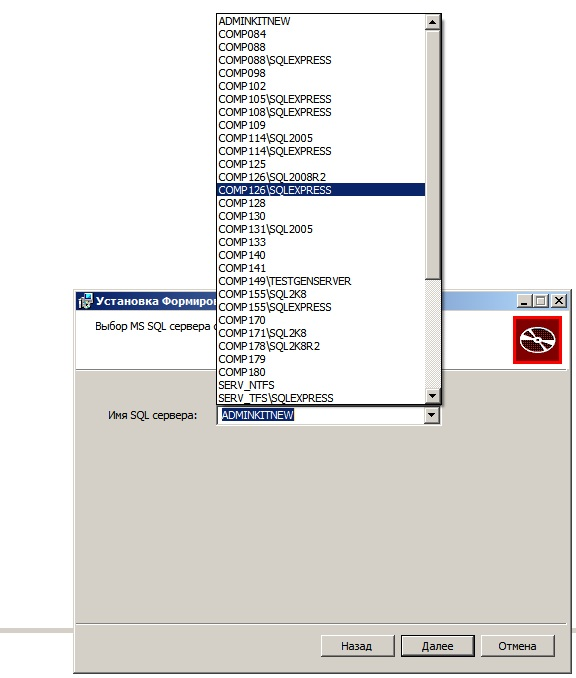 ADMINKITNEW
COMP084
COMP088
COMP088\SQLEXPRESS
COMP098
COMP102
COMP105\SQLEXPRESS
COMP108\SQLEXPRESS
COMP109
COMP114\SQL2005
COMP114\SQLEXPRESS
COMP125
COMP126\SQL2008R2
COMP126\SQLEXPRESS
COMP128
COMP130
COMP131\SQL2005
COMP133
COMP140
COMP141
COMP149\TESTGENSERVER
COMP155\SQL2K8
COMP155\SQLEXPRESS
COMP170
COMP171\SQL2K8
COMP178\SQL2K8R2
COMP179
COMP180
SERV_NTFS
SERV_TFS\SQLEXPRESS
Установка Формиро
Выбор MS SQL сервера
Имя SQL сервера: ADMINKITNEW
Назад Далее Отмена